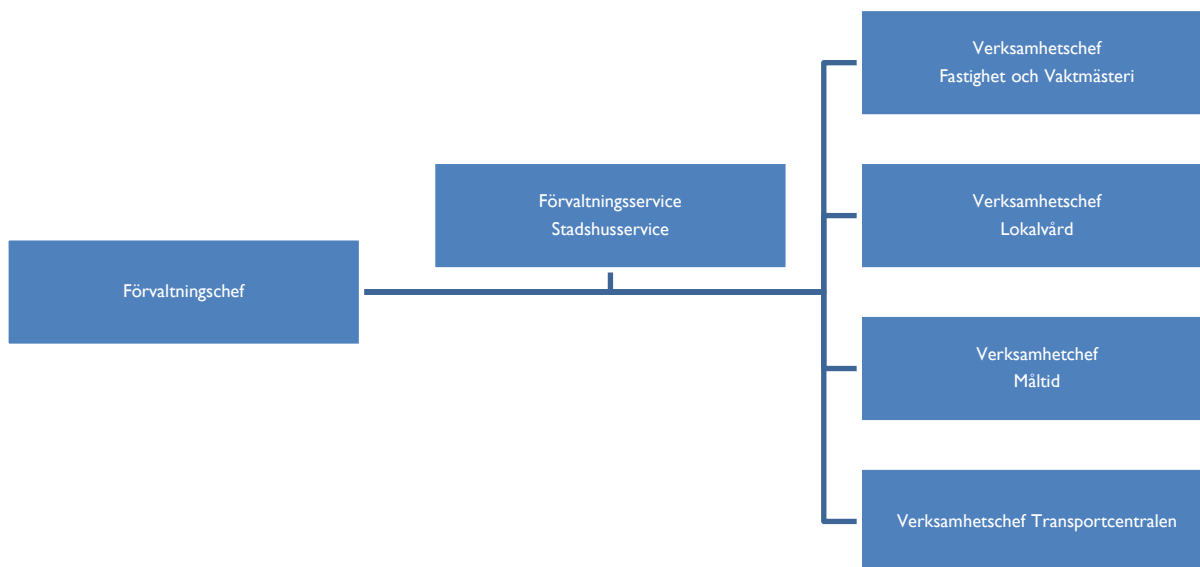 Förvaltningschef
Förvaltningsservice
Stadshusservice
Verksamhetschef
Fastighet och Vaktmästeri
Verksamhetschef
Lokalvård
Verksamhetchef
Måltid
Verksamhetschef Transportcentralen